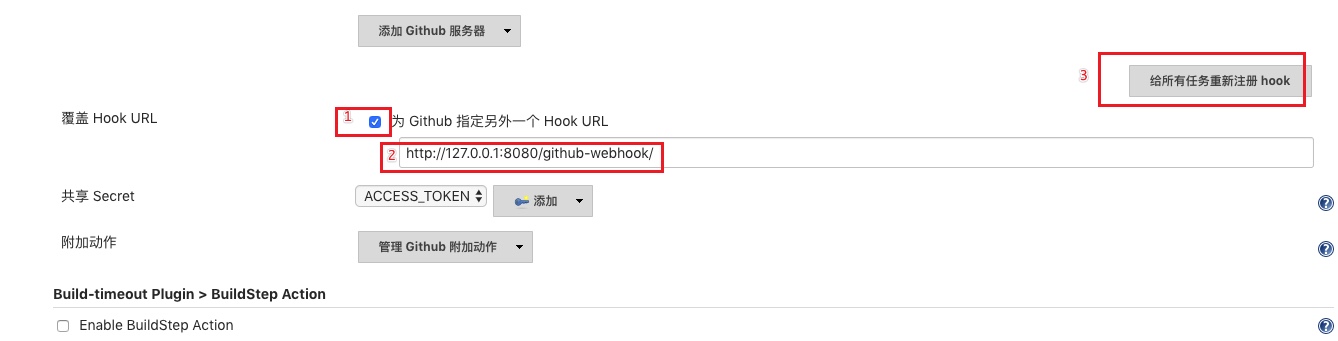 添加 Github 服务器
3
给所有任务重新注册 hook
覆盖 Hook URL
1
为 Github 指定另外一个 Hook URL
2
http://127.0.0.1:8080/github-webhook/
共享 Secret
ACCESS_TOKEN
添加
附加动作
管理 Github 附加动作
Build-timeout Plugin > BuildStep Action
Enable BuildStep Action